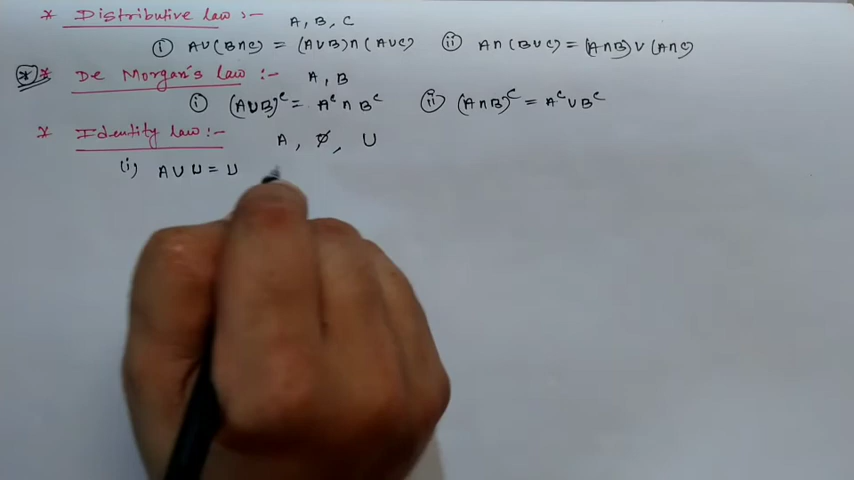 * Distributive law :- A, B, C
(i) A∪(B∩C) = (A∪B)∩(A∪C) (ii) A∩(B∪C) = (A∩B)∪(A∩C)
(*)* De Morgan's law :- A, B
(i) (A∪B)ᶜ = Aᶜ∩Bᶜ (ii) (A∩B)ᶜ = Aᶜ∪Bᶜ
* Identity law :- A, ∅, U
(i) A∪U = U